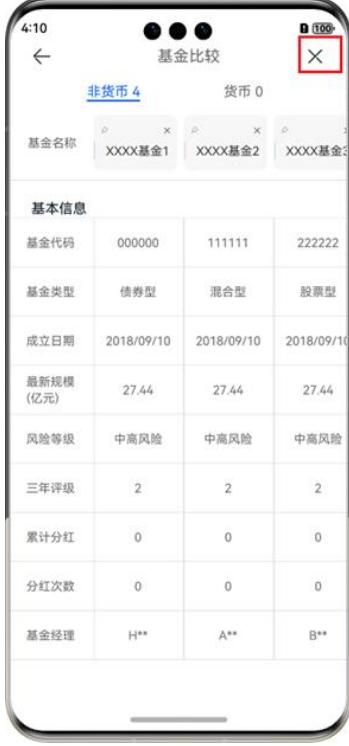 4:10
100
基金比较
非货币 4 货币 0
基金名称 XXXX基金1 XXXX基金2 XXXX基金3
基本信息
基金代码 000000 111111 222222
基金类型 债券型 混合型 股票型
成立日期 2018/09/10 2018/09/10 2018/09/10
最新规模
(亿元) 27.44 27.44 27.44
风险等级 中高风险 中高风险 中高风险
三年评级 2 2 2
累计分红 0 0 0
分红次数 0 0 0
基金经理 H** A** B**